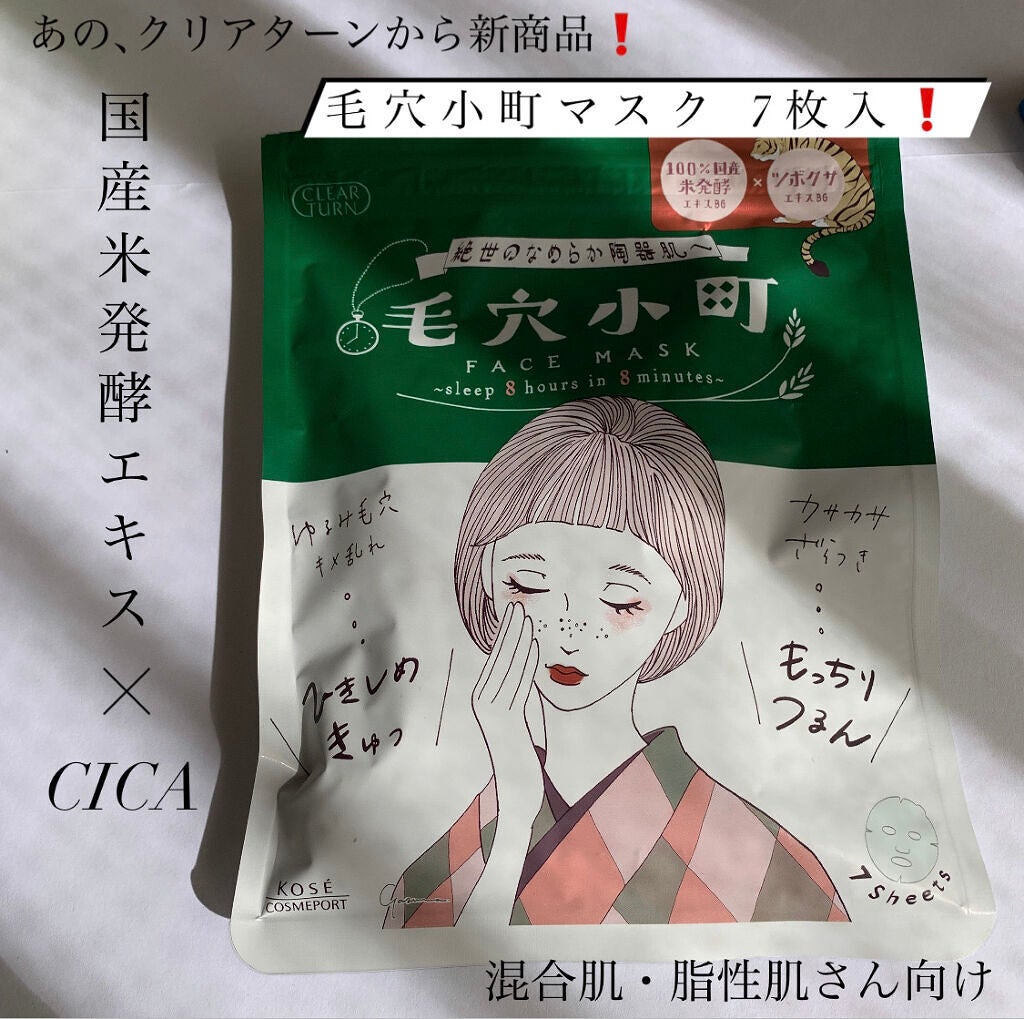 あの、クリアターンから新商品❗
毛穴小町マスク 7枚入❗
国産米発酵エキス×CICA
CLEAR
TURN
100%国産
米発酵
エキスBG
×
ツボクサ
エキスBG
絶世のなめらか陶器肌へ
毛穴小町
FACE MASK
~sleep 8 hours in 8 minutes~
ゆるみ毛穴
キメ乱れ
ひきしめ
きゅっ
カサカサ
ざらつき
もっちり
つるん
7 Sheets
KOSÉ
COSMEPORT
混合肌・脂性肌さん向け